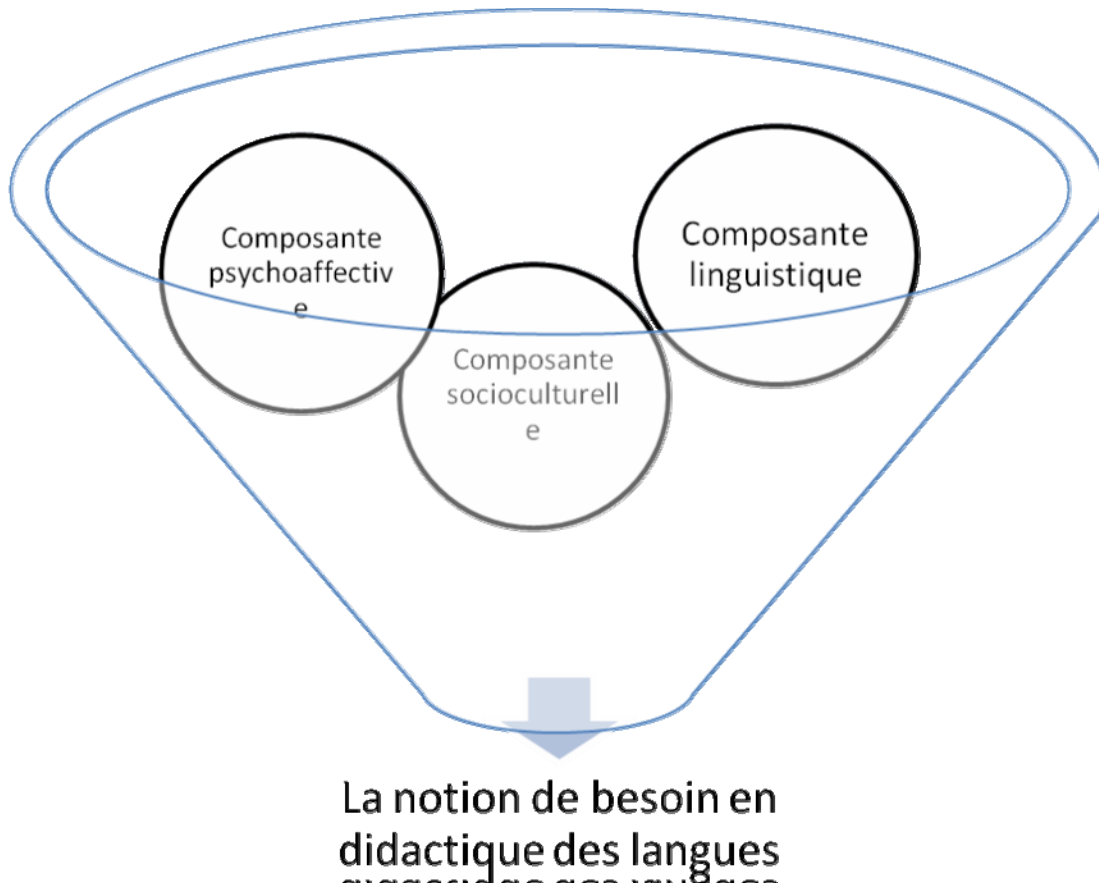 Composante
psychoaffectiv
e
Composante
linguistique
Composante
socioculturell
e
La notion de besoin en
didactique des langues